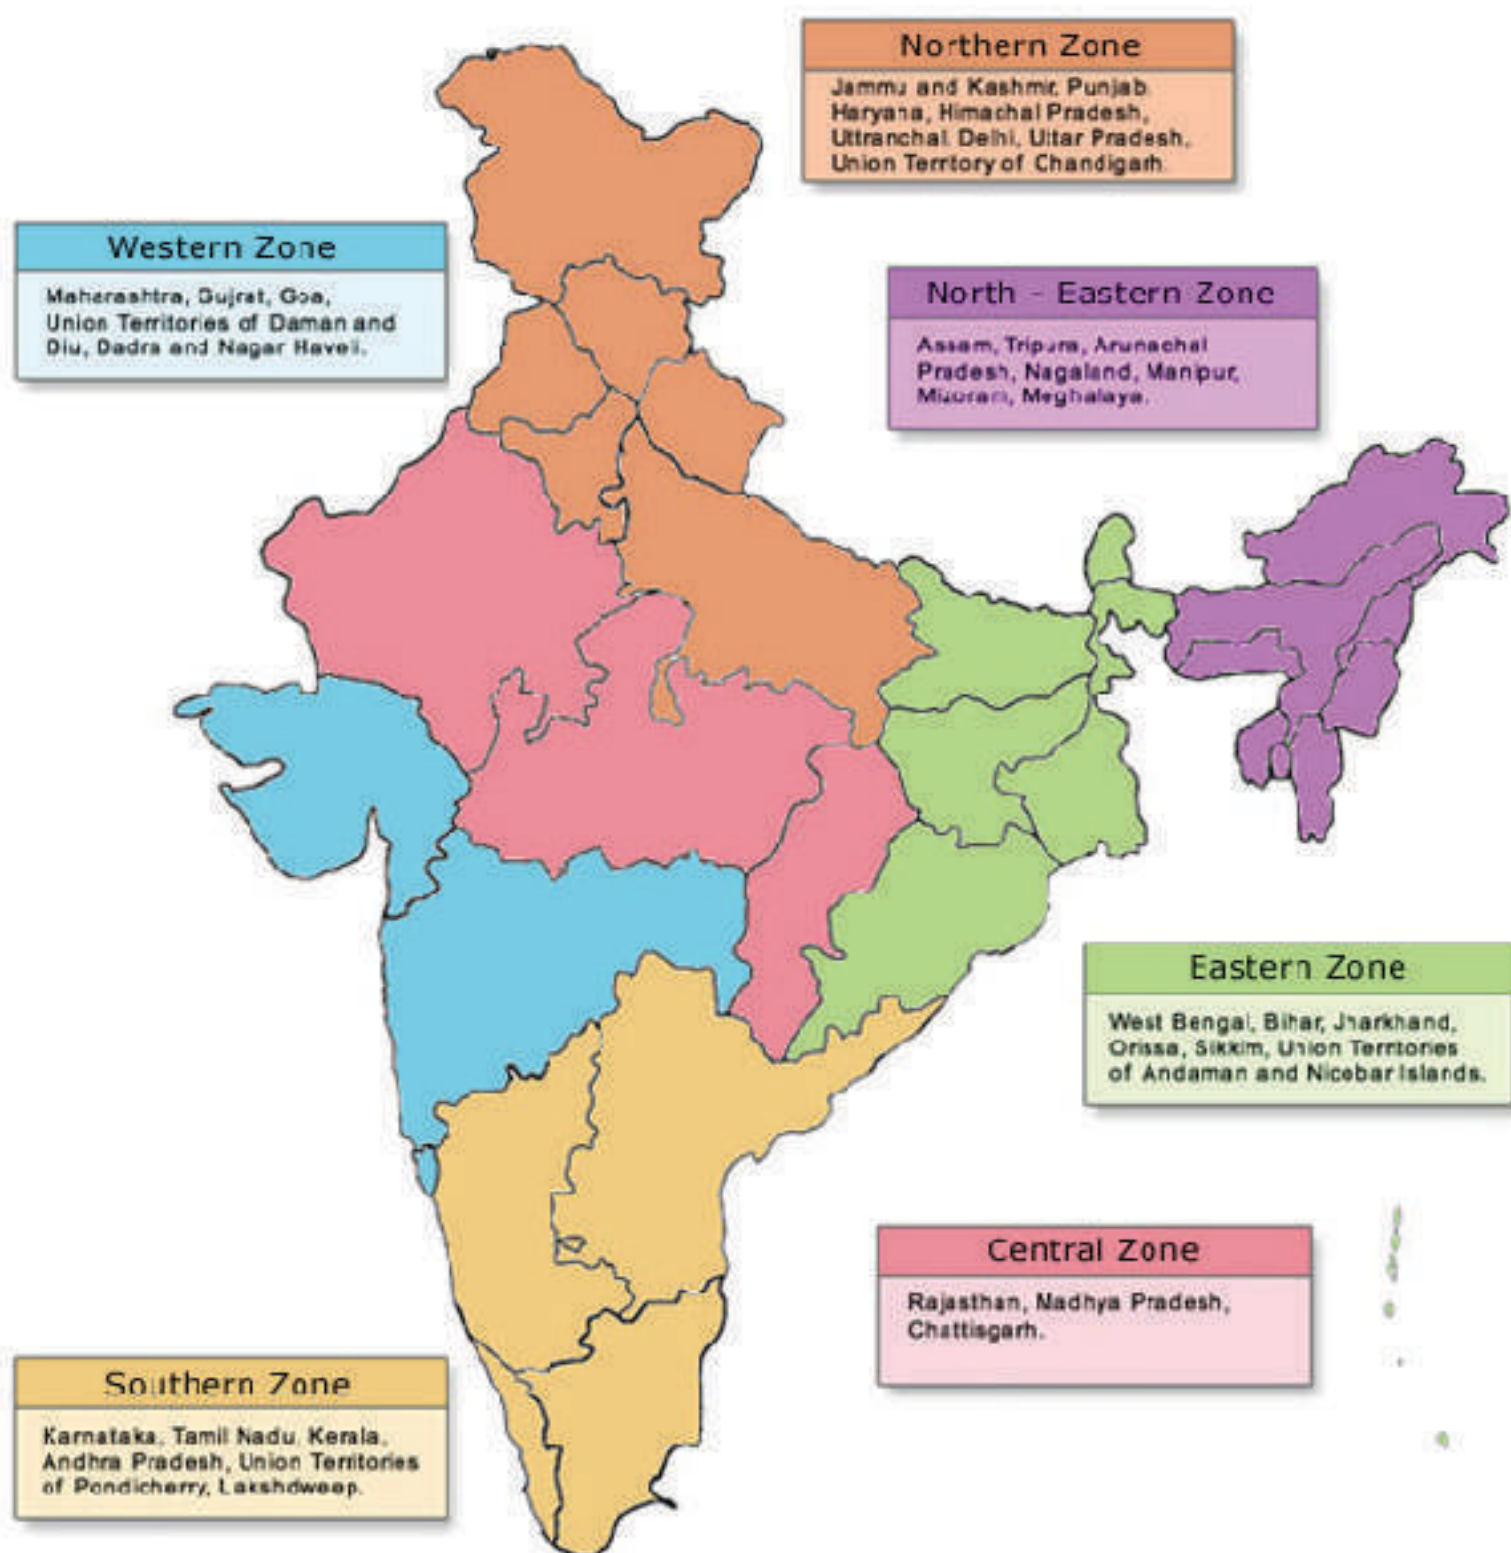 Northern Zone
Jammu and Kashmir, Punjab,
Haryana, Himachal Pradesh,
Uttranchal, Delhi, Uttar Pradesh,
Union Territory of Chandigarh.
Western Zone
Maharashtra, Gujrat, Goa,
Union Territories of Daman and
Diu, Dadra and Nagar Haveli.
North - Eastern Zone
Assam, Tripura, Arunachal
Pradesh, Nagaland, Manipur,
Mizoram, Meghalaya.
Eastern Zone
West Bengal, Bihar, Jharkhand,
Orissa, Sikkim, Union Territories
of Andaman and Nicobar Islands.
Central Zone
Rajasthan, Madhya Pradesh,
Chattisgarh.
Southern Zone
Karnataka, Tamil Nadu, Kerala,
Andhra Pradesh, Union Territories
of Pondicherry, Lakshdweep.